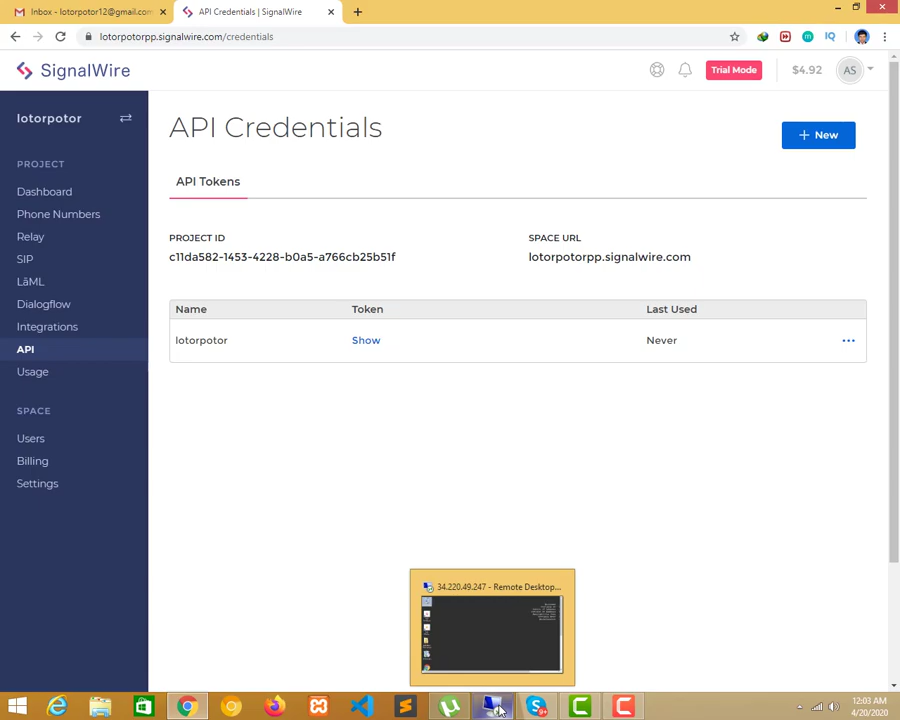 Inbox - lotorpotor12@gmail.com
API Credentials | SignalWire
lotorpotorpp.signalwire.com/credentials
IQ
SignalWire
Trial Mode
$4.92
AS
lotorpotor
API Credentials
+ New
PROJECT
API Tokens
Dashboard
Phone Numbers
Relay
SIP
LāML
Dialogflow
Integrations
API
Usage
PROJECT ID
SPACE URL
c11da582-1453-4228-b0a5-a766cb25b51f
lotorpotorpp.signalwire.com
Name
Token
Last Used
lotorpotor
Show
Never
...
SPACE
Users
Billing
Settings
34.220.49.247 - Remote Desktop...
12:03 AM
4/20/2020